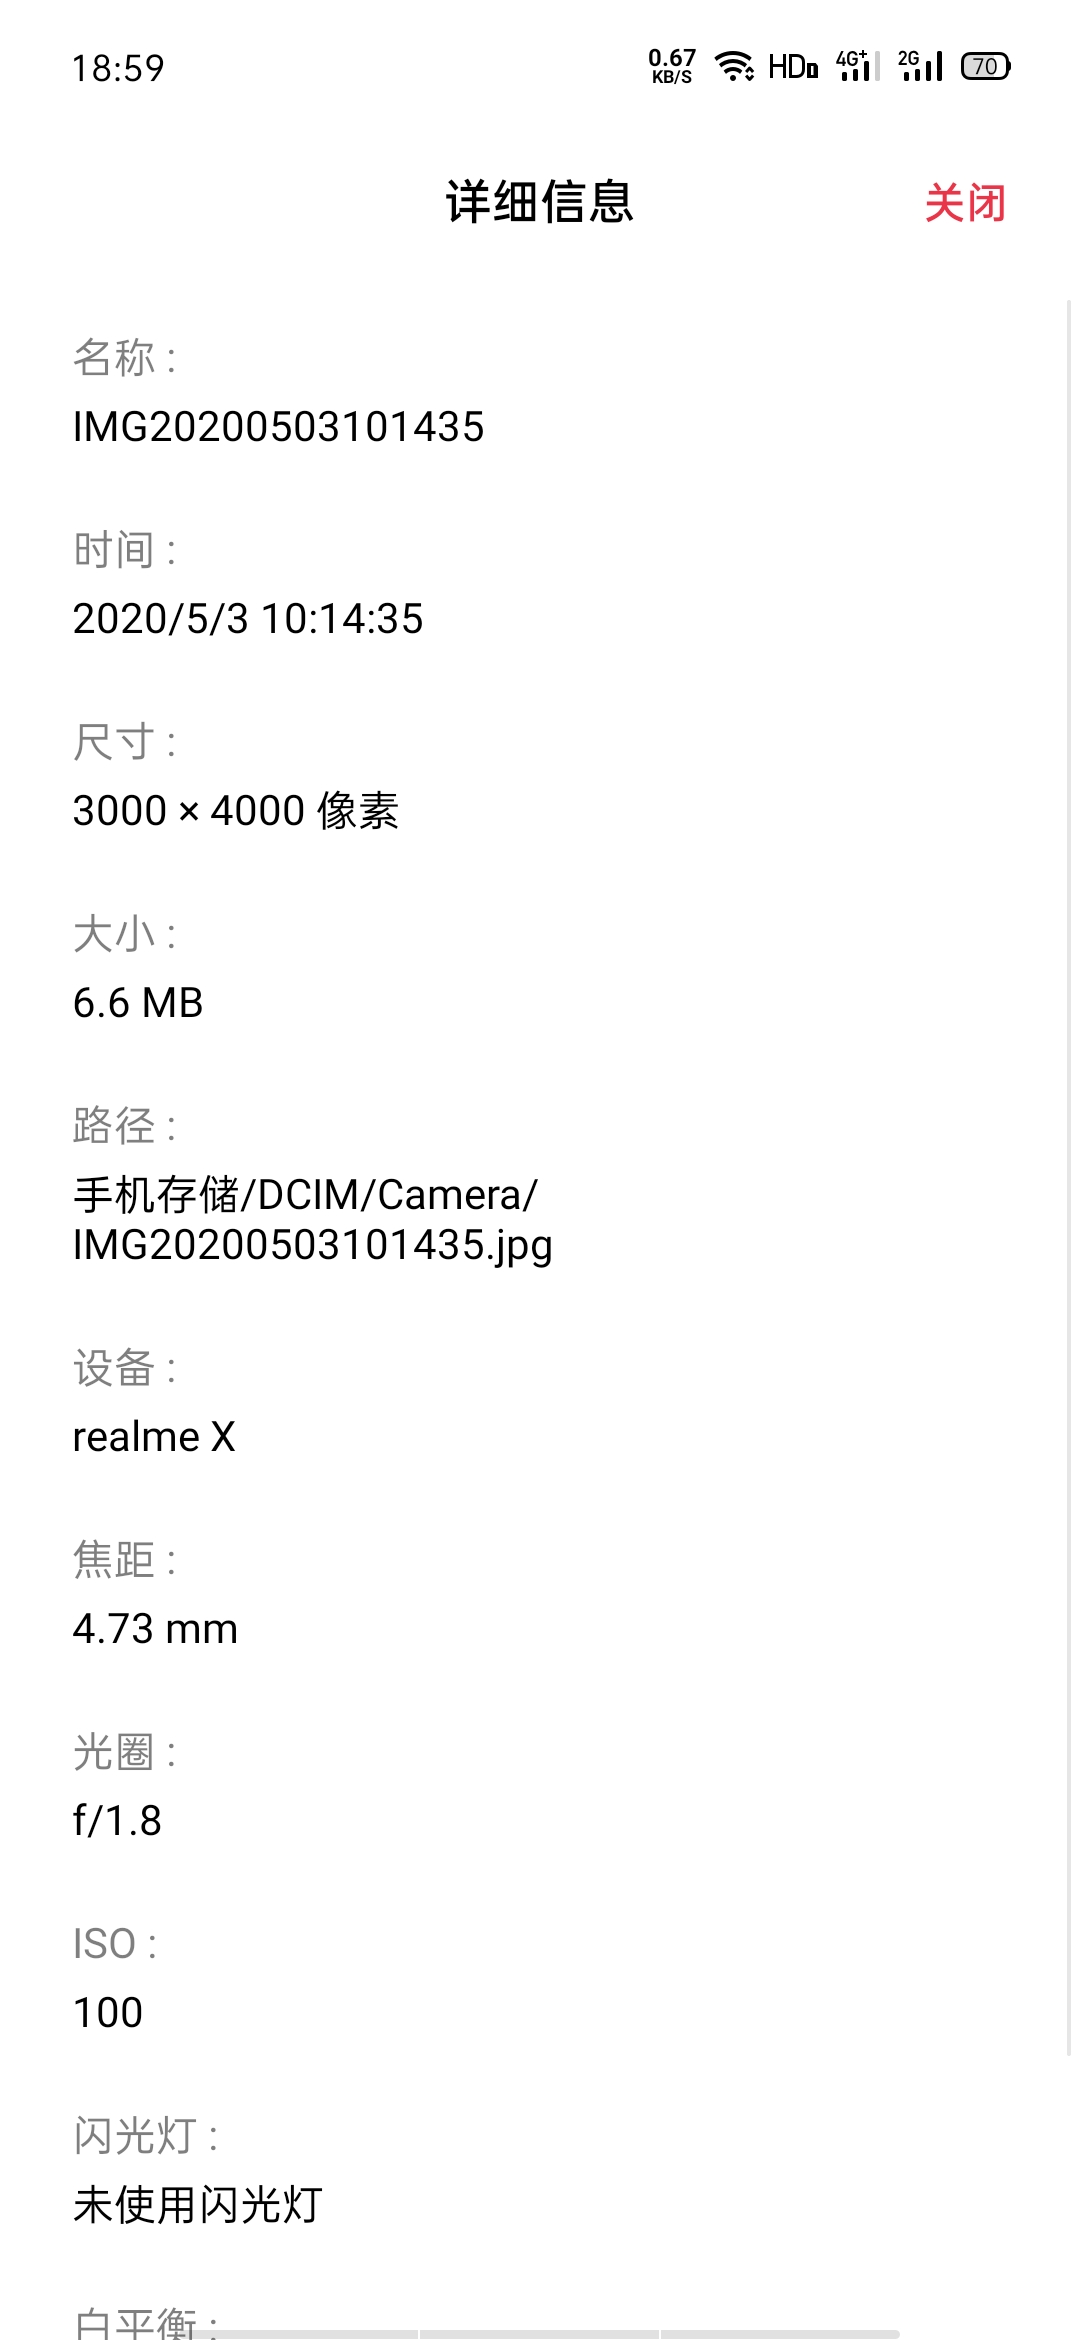 18:59
0.67
KB/S
HD
4G+
2G
70
详细信息
关闭
名称 :
IMG20200503101435
时间 :
2020/5/3 10:14:35
尺寸 :
3000 × 4000 像素
大小 :
6.6 MB
路径 :
手机存储/DCIM/Camera/
IMG20200503101435.jpg
设备 :
realme X
焦距 :
4.73 mm
光圈 :
f/1.8
ISO :
100
闪光灯 :
未使用闪光灯
白平衡 :